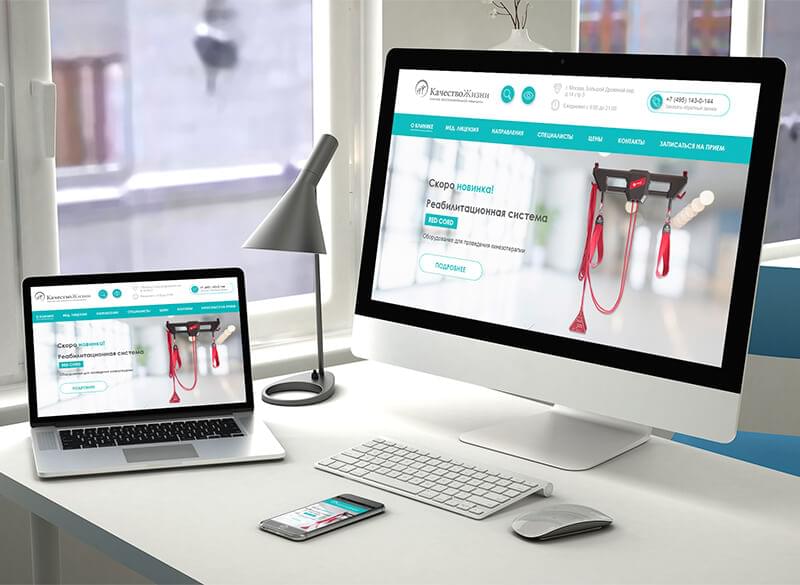 КачествоЖизни
г. Москва, Большой Дровяной пер.
д.14 стр.3
Ежедневно с 9:00 до 21:00
+7 (495) 143-0-144
Заказать обратный звонок
О КЛИНИКЕ МЕД. ЛИЦЕНЗИЯ НАПРАВЛЕНИЯ СПЕЦИАЛИСТЫ ЦЕНЫ КОНТАКТЫ ЗАПИСАТЬСЯ НА ПРИЕМ
Скоро новинка!
Реабилитационная система
RED CORD
Оборудование для проведения кинезотерапии
ПОДРОБНЕЕ
КачествоЖизни
О КЛИНИКЕ МЕД. ЛИЦЕНЗИЯ НАПРАВЛЕНИЯ СПЕЦИАЛИСТЫ ЦЕНЫ КОНТАКТЫ ЗАПИСАТЬСЯ НА ПРИЕМ
Скоро новинка!
Реабилитационная система
RED CORD
Оборудование для проведения кинезотерапии
ПОДРОБНЕЕ